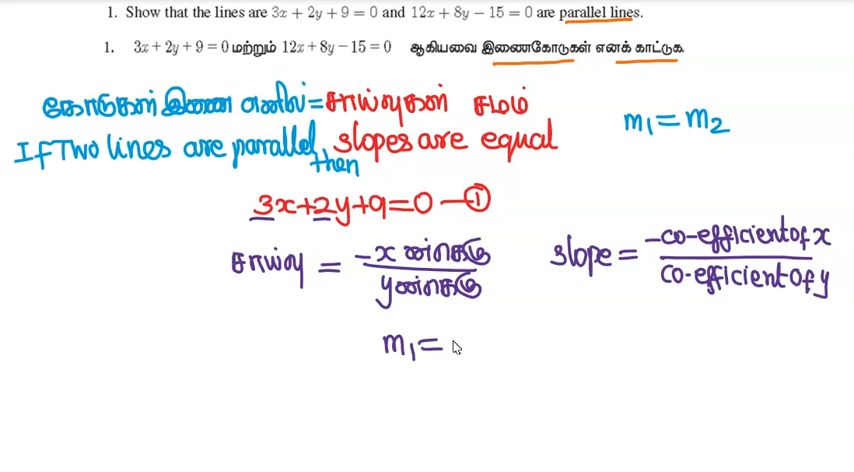 1. Show that the lines are 3x + 2y + 9 = 0 and 12x + 8y − 15 = 0 are parallel lines.
1. 3x + 2y + 9 = 0 மற்றும் 12x + 8y − 15 = 0 ஆகியவை இணைகோடுகள் எனக் காட்டுக.
கோடுகள் இணை எனில் = சாய்வுகள் சமம்
m₁ = m₂
If Two lines are parallel, then slopes are equal
3x+2y+9=0 —①
சாய்வு = -x ன்கெழு / y ன்கெழு
slope = -co-efficient of x / co-efficient of y
m₁ =